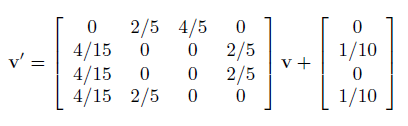 0 2/5 4/5 0 0
4/15 0 0 2/5 1/10
v′ = v +
4/15 0 0 2/5 0
4/15 2/5 0 0 1/10